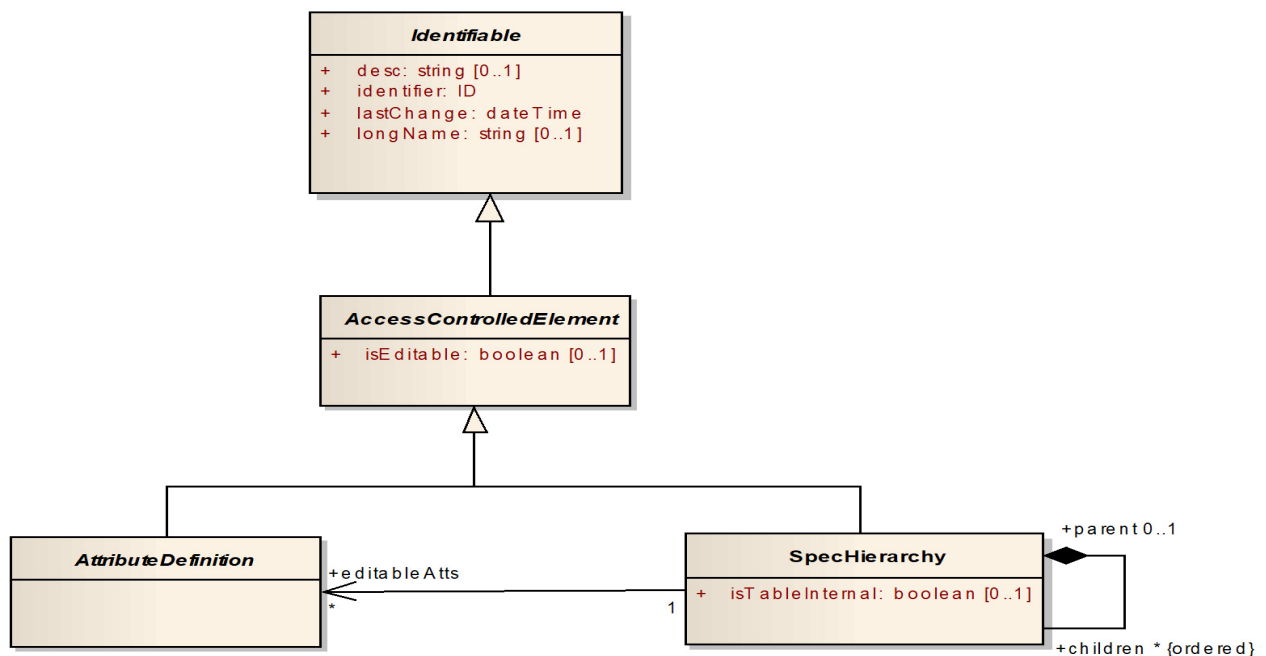 Identifiable
+ desc: string [0..1]
+ identifier: ID
+ lastChange: dateTime
+ longName: string [0..1]
AccessControlledElement
+ isEditable: boolean [0..1]
+parent 0..1
AttributeDefinition
SpecHierarchy
+editableAtts
+ isTableInternal: boolean [0..1]
*
1
+children * {ordered}